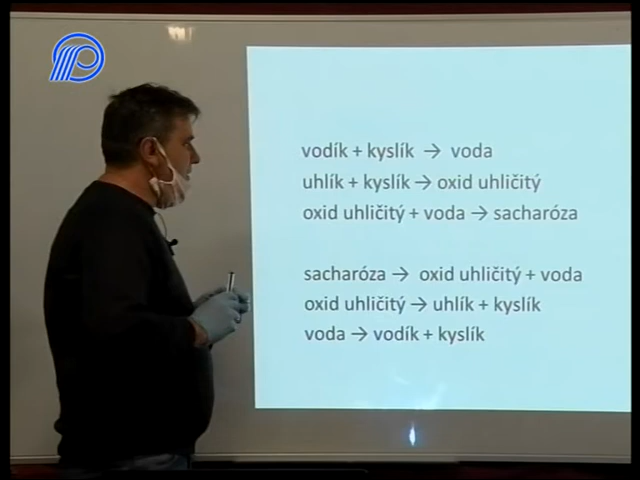 vodík + kyslík → voda
uhlík + kyslík → oxid uhličitý
oxid uhličitý + voda → sacharóza
sacharóza → oxid uhličitý + voda
oxid uhličitý → uhlík + kyslík
voda → vodík + kyslík